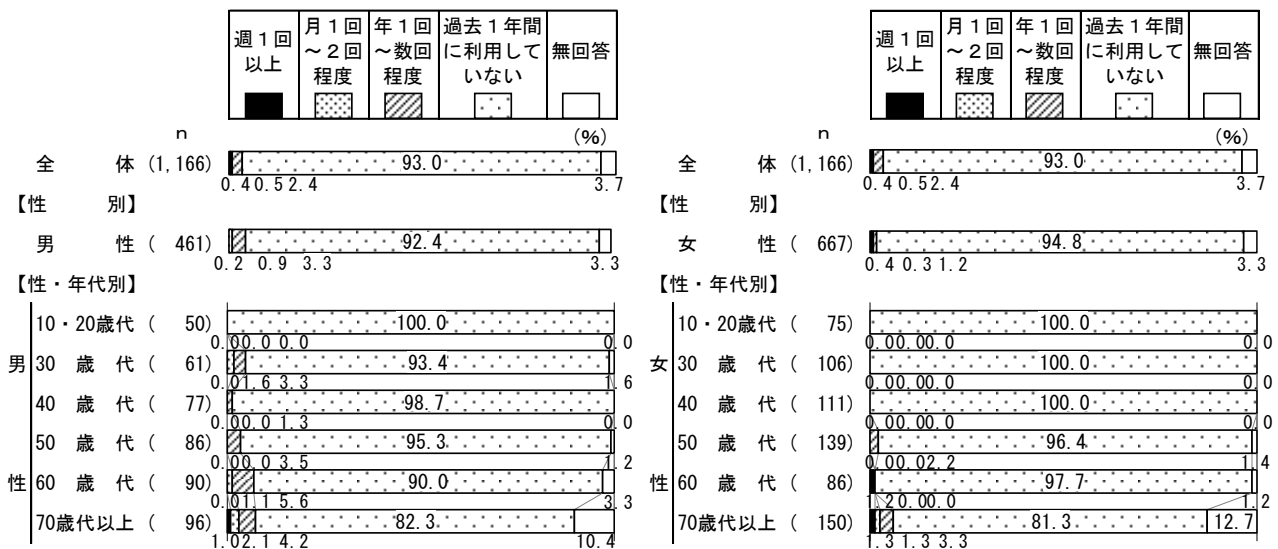 週1回以上 月1回～2回程度 年1回～数回程度 過去1年間に利用していない 無回答
n (%)
全 体 (1,166) 93.0
0.4 0.5 2.4 3.7
【性 別】
男 性 ( 461) 92.4
0.2 0.9 3.3 3.3
【性・年代別】
男性
10・20歳代 ( 50) 100.0
0.0 0.0 0.0 0.0
30 歳 代 ( 61) 93.4
0.0 1.6 3.3 1.6
40 歳 代 ( 77) 98.7
0.0 0.0 1.3 0.0
50 歳 代 ( 86) 95.3
0.0 0.0 3.5 1.2
60 歳 代 ( 90) 90.0
0.0 1.1 5.6 3.3
70歳代以上 ( 96) 82.3
1.0 2.1 4.2 10.4
週1回以上 月1回～2回程度 年1回～数回程度 過去1年間に利用していない 無回答
n (%)
全 体 (1,166) 93.0
0.4 0.5 2.4 3.7
【性 別】
女 性 ( 667) 94.8
0.4 0.3 1.2 3.3
【性・年代別】
女性
10・20歳代 ( 75) 100.0
0.0 0.0 0.0 0.0
30 歳 代 ( 106) 100.0
0.0 0.0 0.0 0.0
40 歳 代 ( 111) 100.0
0.0 0.0 0.0 0.0
50 歳 代 ( 139) 96.4
0.0 0.0 2.2 1.4
60 歳 代 ( 86) 97.7
1.2 0.0 0.0 1.2
70歳代以上 ( 150) 81.3 12.7
1.3 1.3 3.3